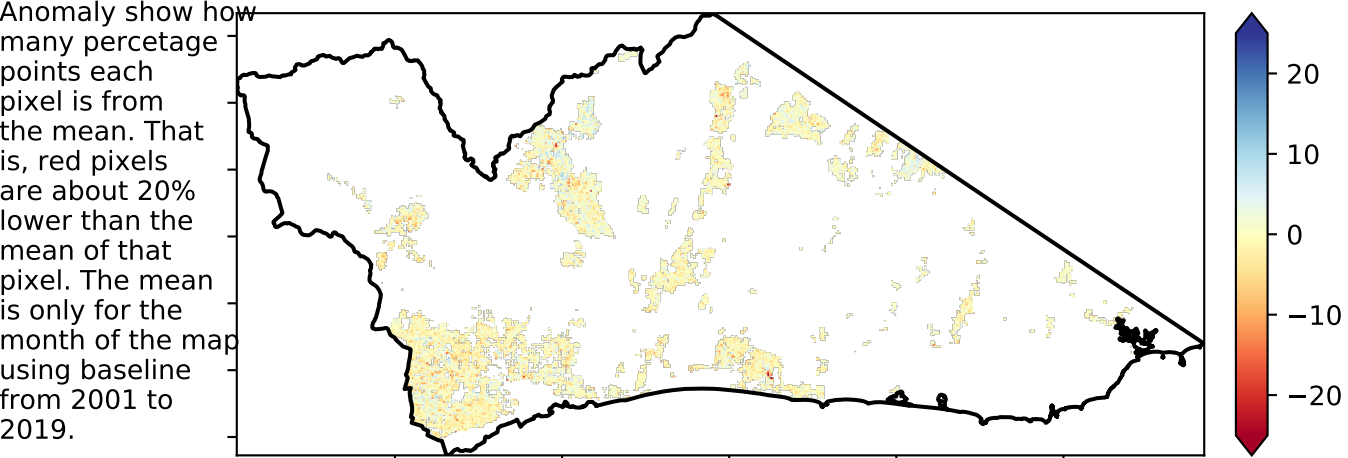 Anomaly show how
many percetage
points each
pixel is from
the mean. That
is, red pixels
are about 20%
lower than the
mean of that
pixel. The mean
is only for the
month of the map
using baseline
from 2001 to
2019.
20
10
0
−10
−20